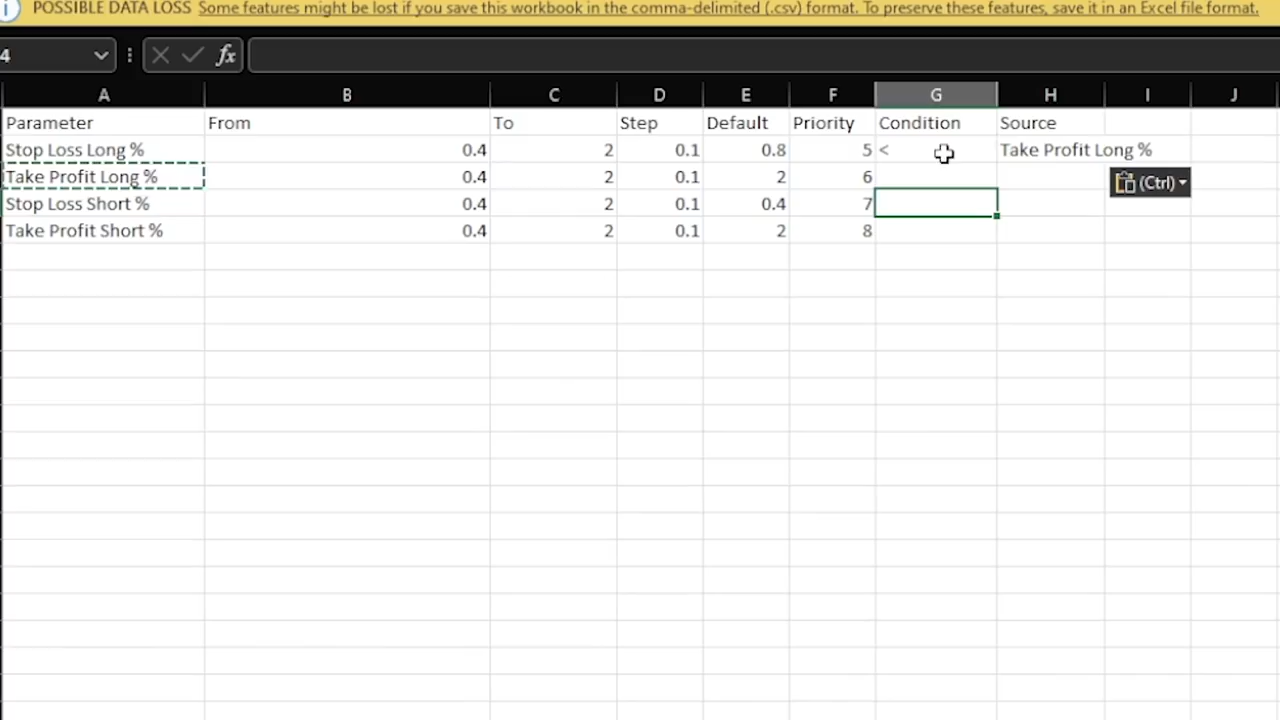 POSSIBLE DATA LOSS Some features might be lost if you save this workbook in the comma-delimited (.csv) format. To preserve these features, save it in an Excel file format.
4 fx
A B C D E F G H I J
Parameter From To Step Default Priority Condition Source
Stop Loss Long % 0.4 2 0.1 0.8 5 < Take Profit Long %
Take Profit Long % 0.4 2 0.1 2 6 (Ctrl)
Stop Loss Short % 0.4 2 0.1 0.4 7
Take Profit Short % 0.4 2 0.1 2 8